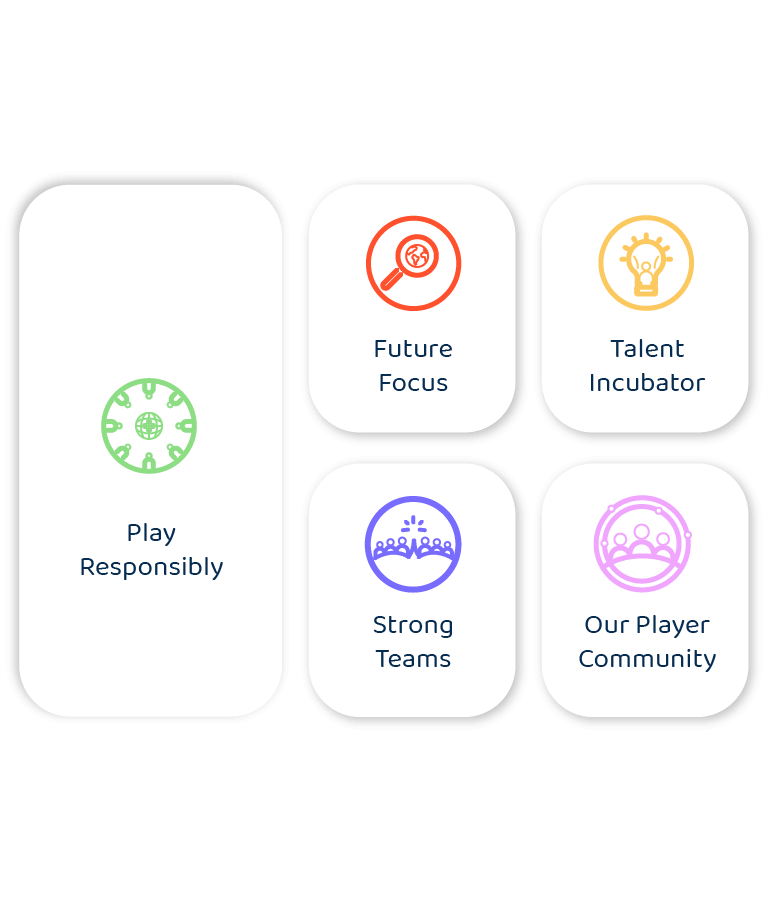 Play
Responsibly
Future
Focus
Talent
Incubator
Strong
Teams
Our Player
Community